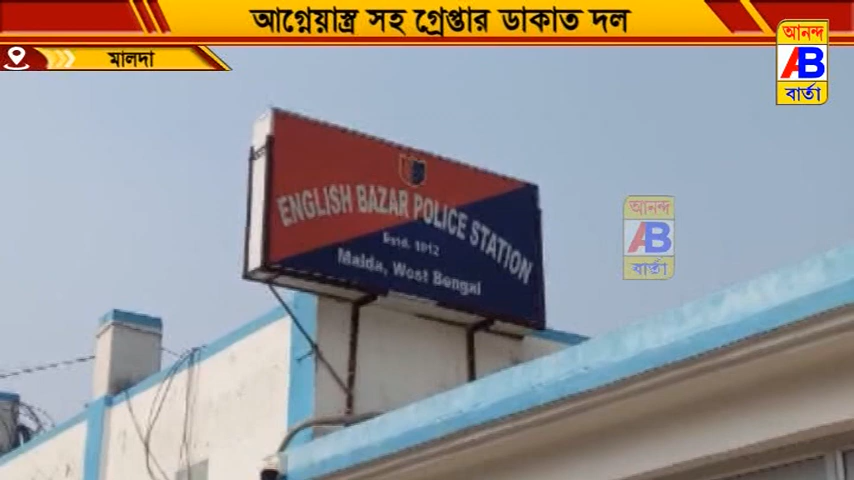 আগ্নেয়াস্ত্র সহ গ্রেপ্তার ডাকাত দল
মালদা
আনন্দ
AB
বার্তা
ENGLISH BAZAR POLICE STATION
Estd. 1912
Malda, West Bengal
আনন্দ
AB
বার্তা